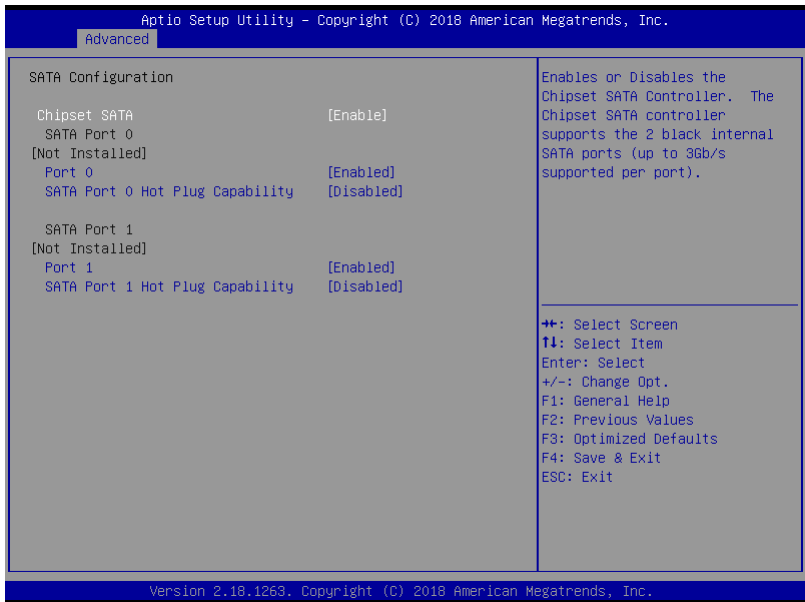 Aptio Setup Utility – Copyright (C) 2018 American Megatrends, Inc.
Advanced
SATA Configuration
Chipset SATA [Enable]
SATA Port 0
[Not Installed]
Port 0 [Enabled]
SATA Port 0 Hot Plug Capability [Disabled]
SATA Port 1
[Not Installed]
Port 1 [Enabled]
SATA Port 1 Hot Plug Capability [Disabled]
Enables or Disables the
Chipset SATA Controller. The
Chipset SATA controller
supports the 2 black internal
SATA ports (up to 3Gb/s
supported per port).
→←: Select Screen
↑↓: Select Item
Enter: Select
+/-: Change Opt.
F1: General Help
F2: Previous Values
F3: Optimized Defaults
F4: Save & Exit
ESC: Exit
Version 2.18.1263. Copyright (C) 2018 American Megatrends, Inc.